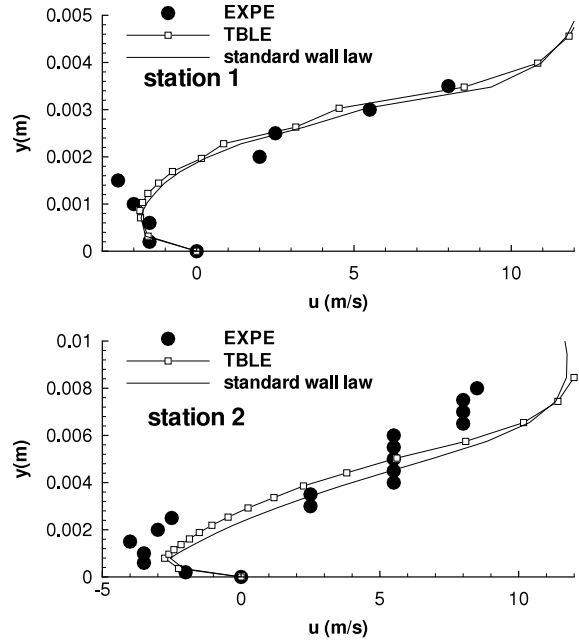 0.005
EXPE
TBLE
0.004
standard wall law
station 1
0.003
y(m)
0.002
0.001
0
0
5
10
u (m/s)
0.01
EXPE
TBLE
0.008
standard wall law
station 2
0.006
y(m)
0.004
0.002
0
-5
0
5
10
u (m/s)